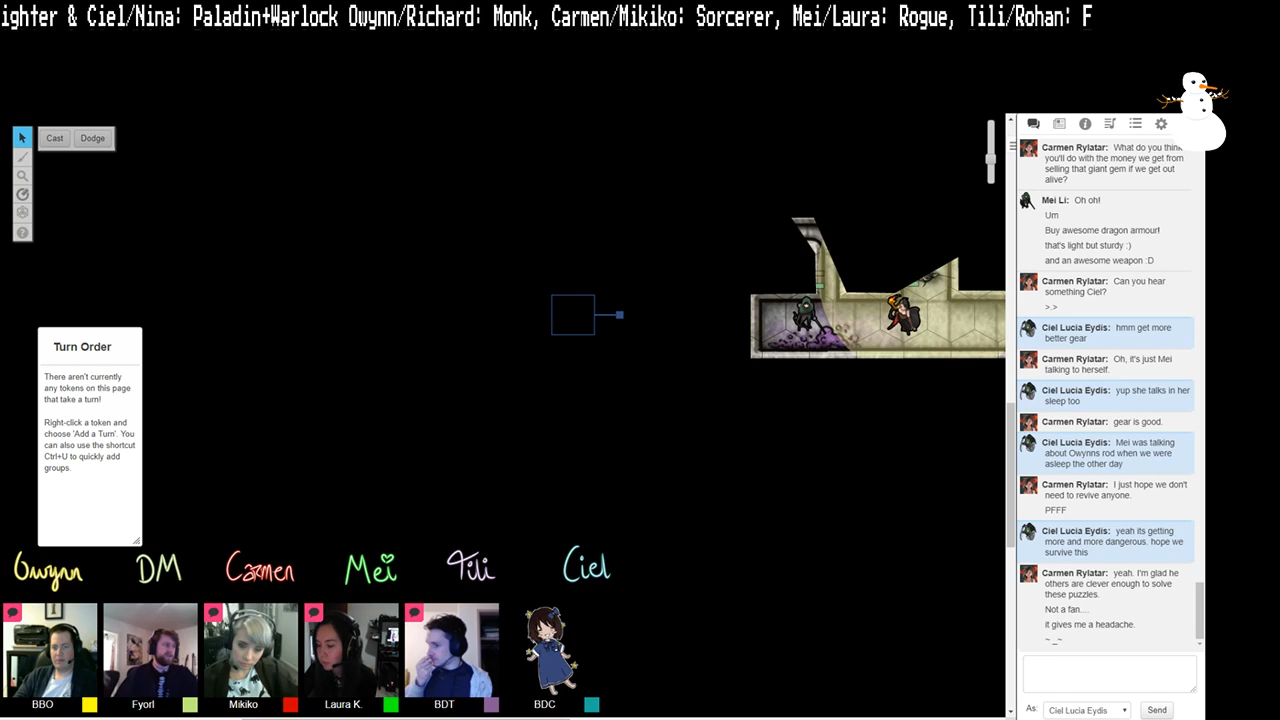 ighter & Ciel/Nina: Paladin+Warlock Owynn/Richard: Monk, Carmen/Mikiko: Sorcerer, Mei/Laura: Rogue, Tili/Rohan: F
Cast Dodge
Turn Order
There aren't currently
any tokens on this page
that take a turn!
Right-click a token and
choose 'Add a Turn'. You
can also use the shortcut
Ctrl+U to quickly add
groups.
Carmen Rylatar: What do you think
you'll do with the money we get from
selling that giant gem if we get out
alive?
Mei Li: Oh oh!
Um
Buy awesome dragon armour!
that's light but sturdy :)
and an awesome weapon :D
Carmen Rylatar: Can you hear
something Ciel?
>.>
Ciel Lucia Eydis: hmm get more
better gear
Carmen Rylatar: Oh, it's just Mei
talking to herself.
Ciel Lucia Eydis: yup she talks in her
sleep too
Carmen Rylatar: gear is good.
Ciel Lucia Eydis: Mei was talking
about Owynns rod when we were
asleep the other day
Carmen Rylatar: I just hope we don't
need to revive anyone.
PFFF
Ciel Lucia Eydis: yeah its getting
more and more dangerous. hope we
survive this
Carmen Rylatar: yeah. I'm glad he
others are clever enough to solve
these puzzles.
Not a fan....
it gives me a headache.
~_~
As: Ciel Lucia Eydis Send
Owynn DM Carmen Mei Tili Ciel
BBO Fyorl Mikiko Laura K. BDT BDC